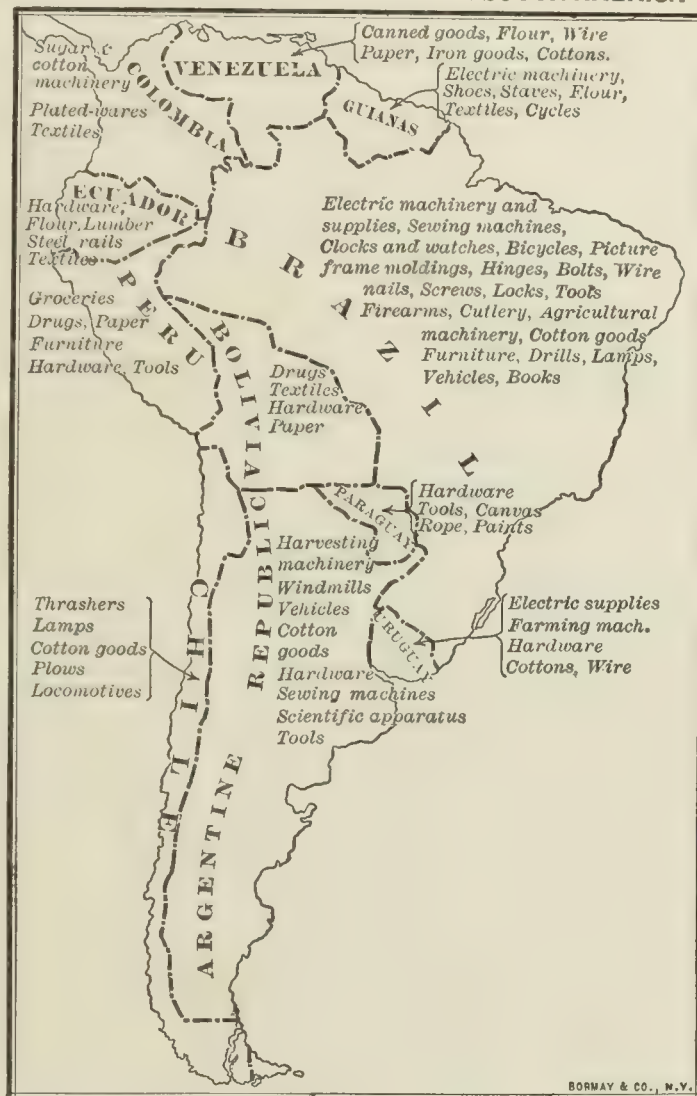 Canned goods, Flour, Wire
Paper, Iron goods, Cottons.
Sugar &
cotton
machinery
Plated-wares
Textiles
COLOMBIA
VENEZUELA
Electric machinery,
Shoes, Staves, Flour,
Textiles, Cycles
GUIANAS
ECUADOR
Hardware,
Flour, Lumber
Steel rails
Textiles
BRAZIL
Electric machinery and
supplies, Sewing machines,
Clocks and watches, Bicycles, Picture
frame moldings, Hinges, Bolts, Wire
nails, Screws, Locks, Tools
Firearms, Cutlery, Agricultural
machinery, Cotton goods
Furniture, Drills, Lamps,
Vehicles, Books
PERU
Groceries
Drugs, Paper
Furniture
Hardware, Tools
BOLIVIA
Drugs
Textiles
Hardware
Paper
PARAGUAY
Hardware
Tools, Canvas
Rope, Paints
CHILE
Thrashers
Lamps
Cotton goods
Plows
Locomotives
ARGENTINE REPUBLIC
Harvesting
machinery
Windmills
Vehicles
Cotton
goods
Hardware
Sewing machines
Scientific apparatus
Tools
URUGUAY
Electric supplies
Farming mach.
Hardware
Cottons, Wire
BORMAY & CO., N.Y.